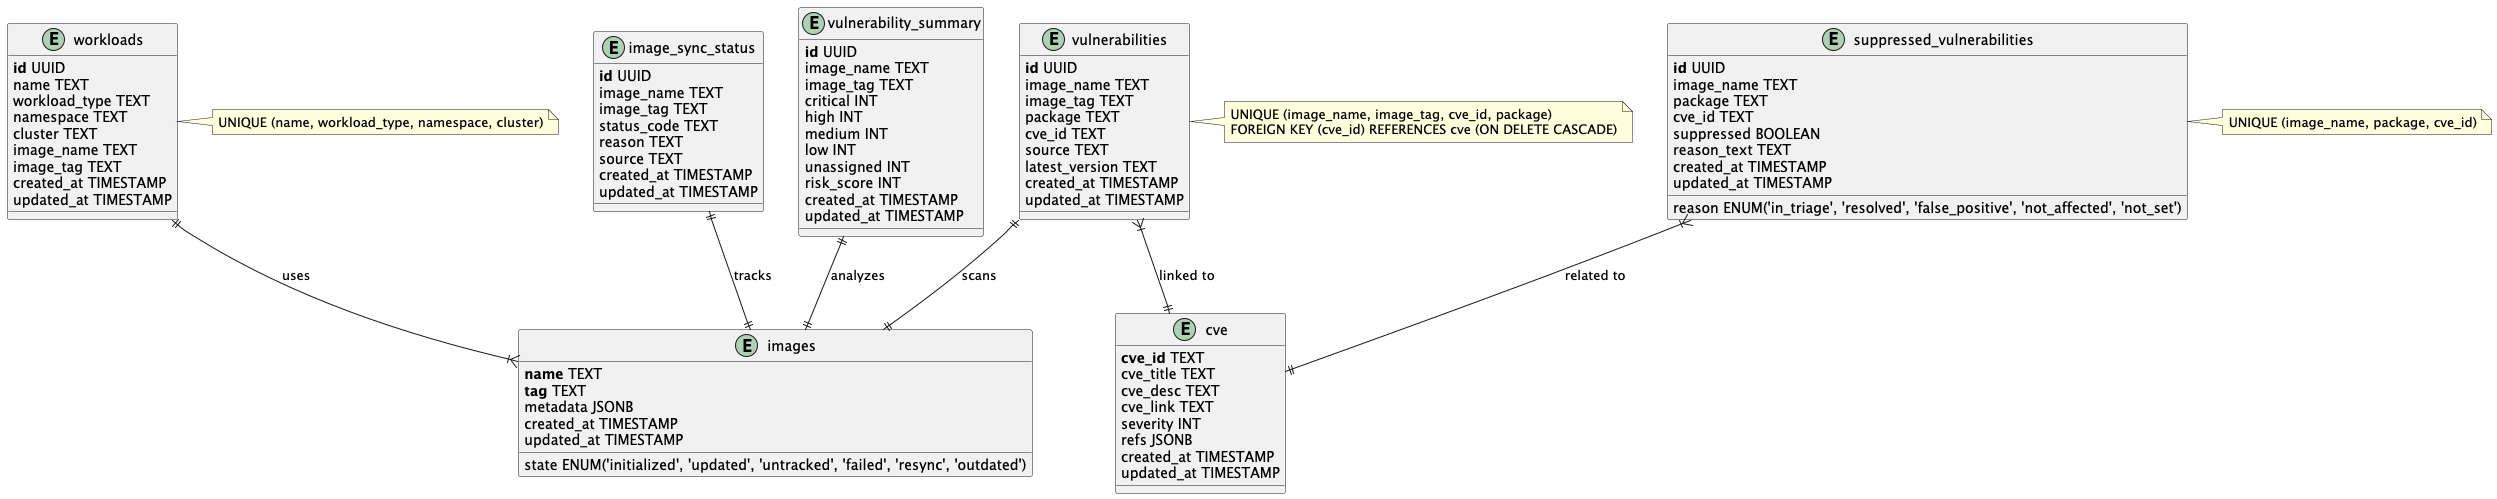 E workloads
id UUID
name TEXT
workload_type TEXT
namespace TEXT
cluster TEXT
image_name TEXT
image_tag TEXT
created_at TIMESTAMP
updated_at TIMESTAMP
UNIQUE (name, workload_type, namespace, cluster)
E image_sync_status
id UUID
image_name TEXT
image_tag TEXT
status_code TEXT
reason TEXT
source TEXT
created_at TIMESTAMP
updated_at TIMESTAMP
E vulnerability_summary
id UUID
image_name TEXT
image_tag TEXT
critical INT
high INT
medium INT
low INT
unassigned INT
risk_score INT
created_at TIMESTAMP
updated_at TIMESTAMP
E vulnerabilities
id UUID
image_name TEXT
image_tag TEXT
package TEXT
cve_id TEXT
source TEXT
latest_version TEXT
created_at TIMESTAMP
updated_at TIMESTAMP
UNIQUE (image_name, image_tag, cve_id, package)
FOREIGN KEY (cve_id) REFERENCES cve (ON DELETE CASCADE)
E suppressed_vulnerabilities
id UUID
image_name TEXT
package TEXT
cve_id TEXT
suppressed BOOLEAN
reason_text TEXT
created_at TIMESTAMP
updated_at TIMESTAMP
reason ENUM('in_triage', 'resolved', 'false_positive', 'not_affected', 'not_set')
UNIQUE (image_name, package, cve_id)
uses
tracks
analyzes
scans
linked to
related to
E images
name TEXT
tag TEXT
metadata JSONB
created_at TIMESTAMP
updated_at TIMESTAMP
state ENUM('initialized', 'updated', 'untracked', 'failed', 'resync', 'outdated')
E cve
cve_id TEXT
cve_title TEXT
cve_desc TEXT
cve_link TEXT
severity INT
refs JSONB
created_at TIMESTAMP
updated_at TIMESTAMP